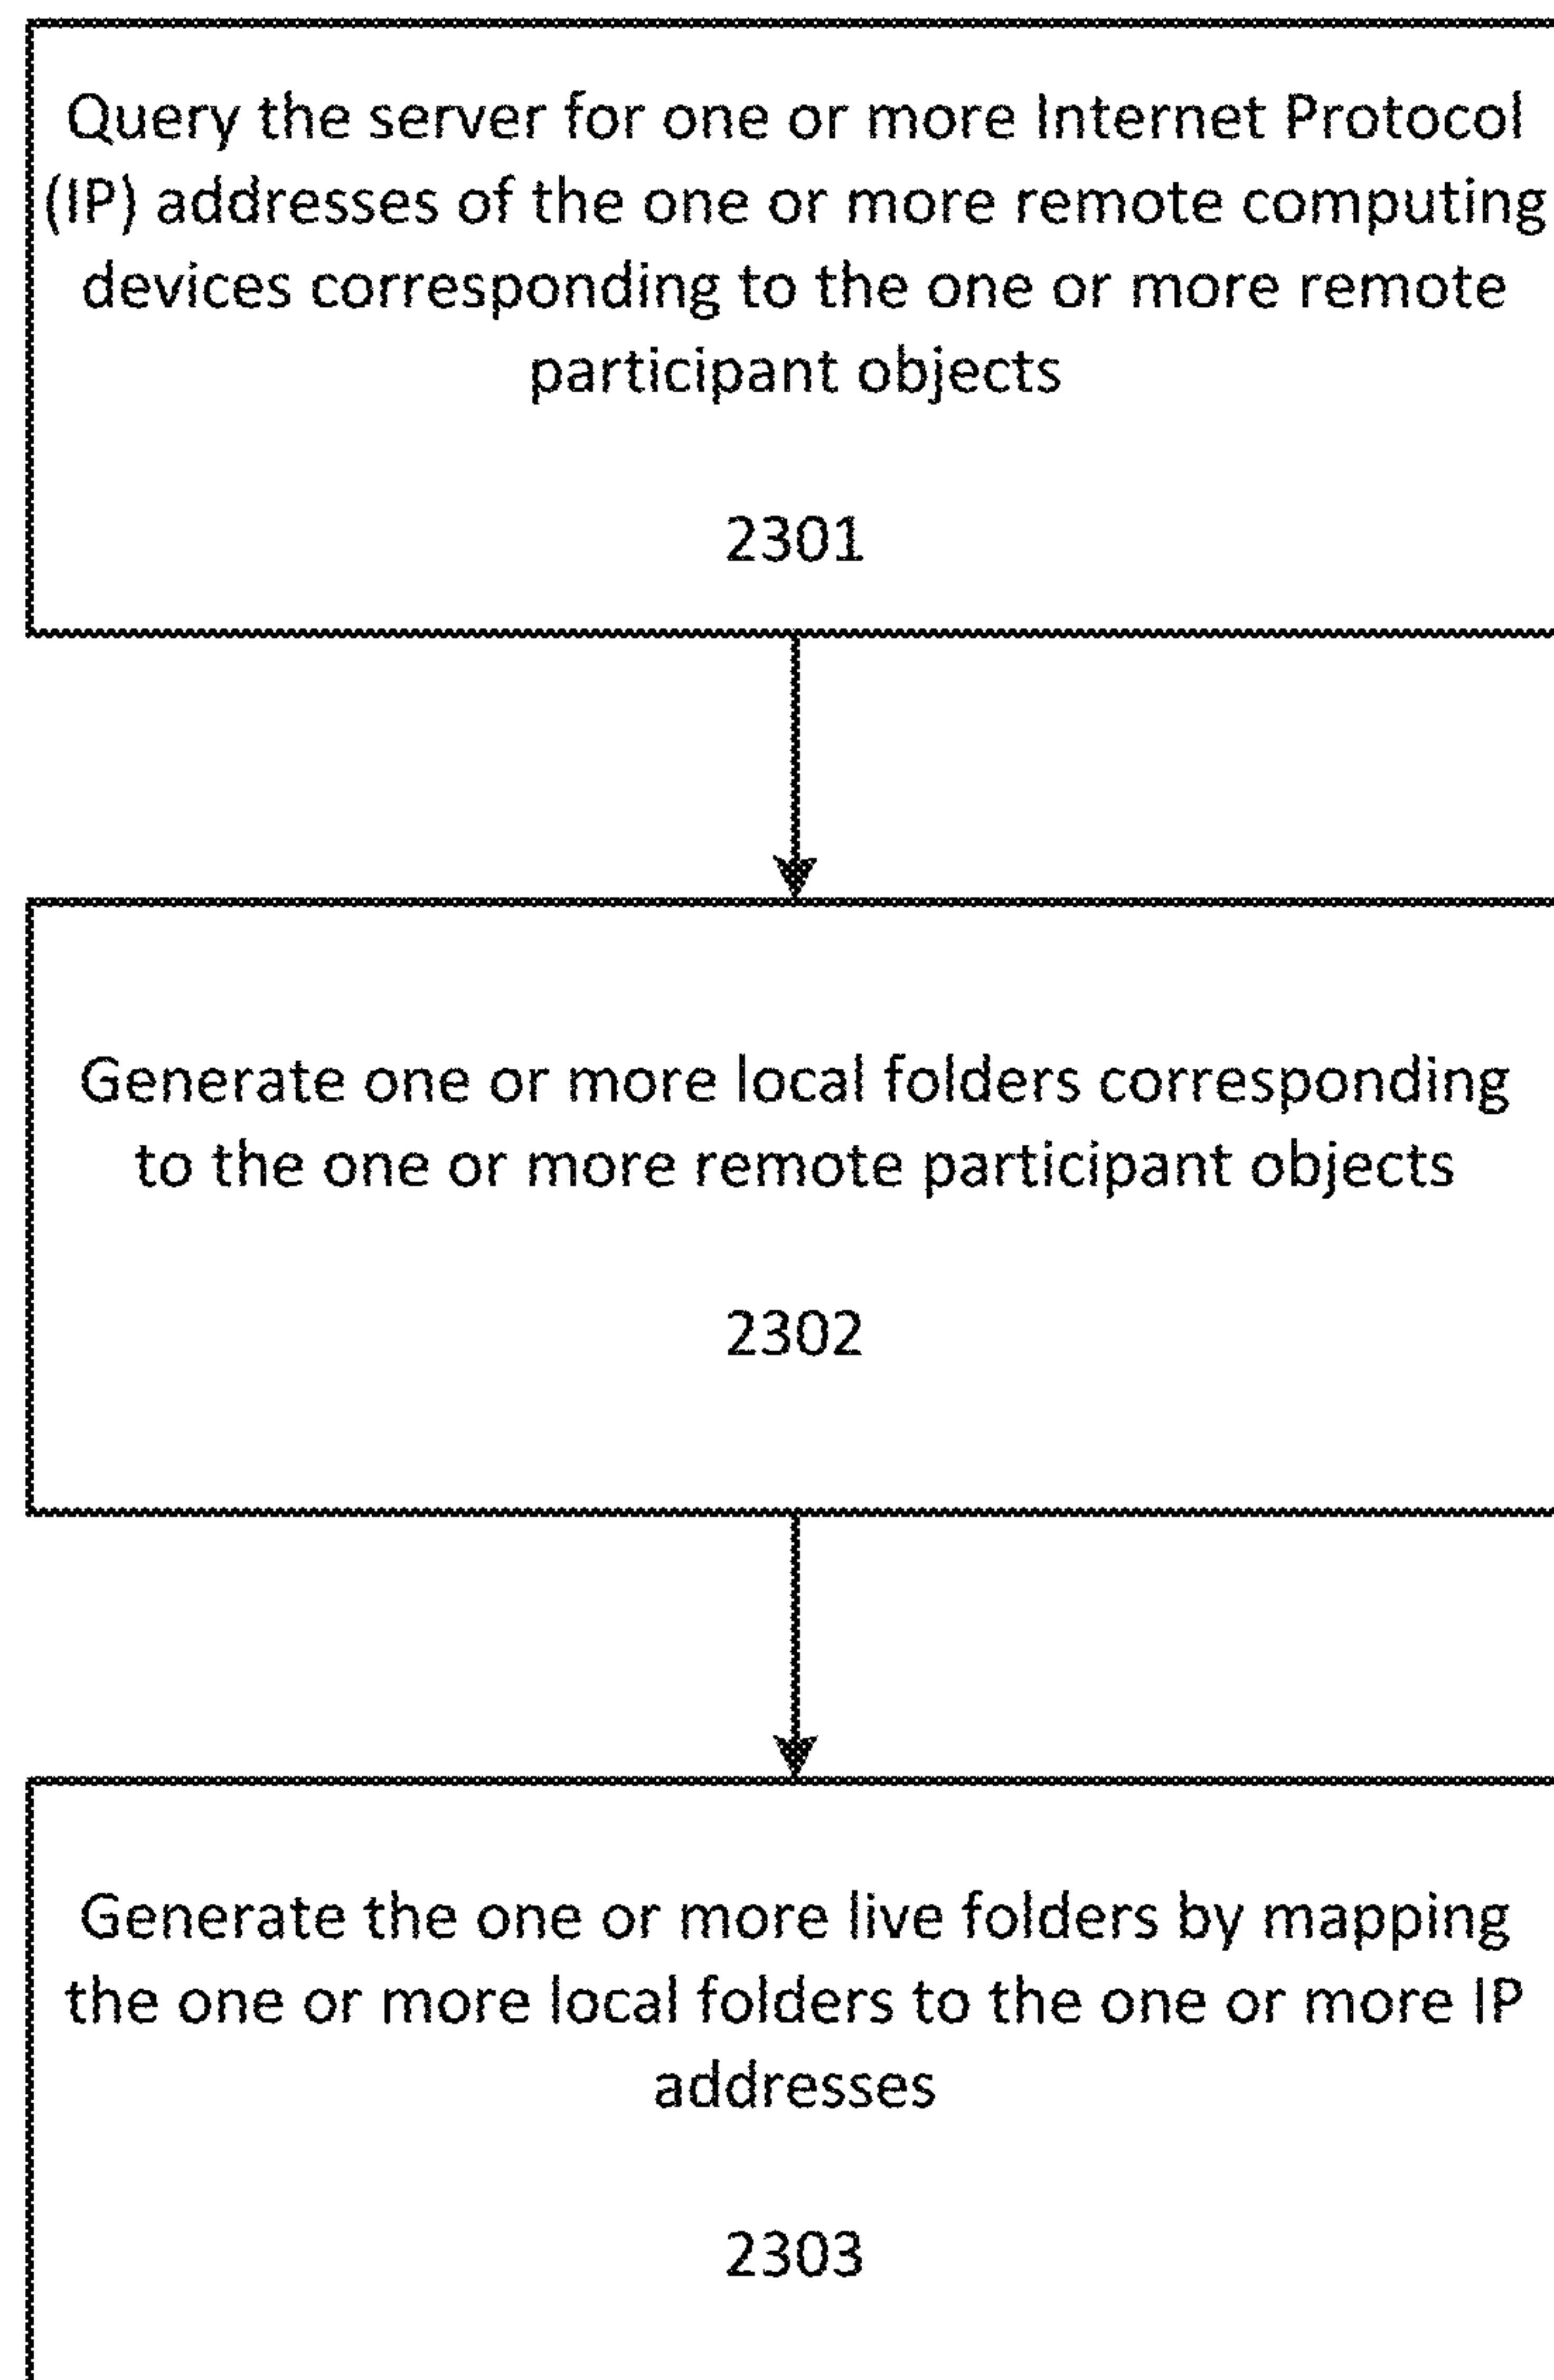 Query the server for one or more Internet Protocol
(IP) addresses of the one or more remote computing
devices corresponding to the one or more remote
participant objects
2301
Generate one or more local folders corresponding
to the one or more remote participant objects
2302
Generate the one or more live folders by mapping
the one or more local folders to the one or more IP
addresses
2303